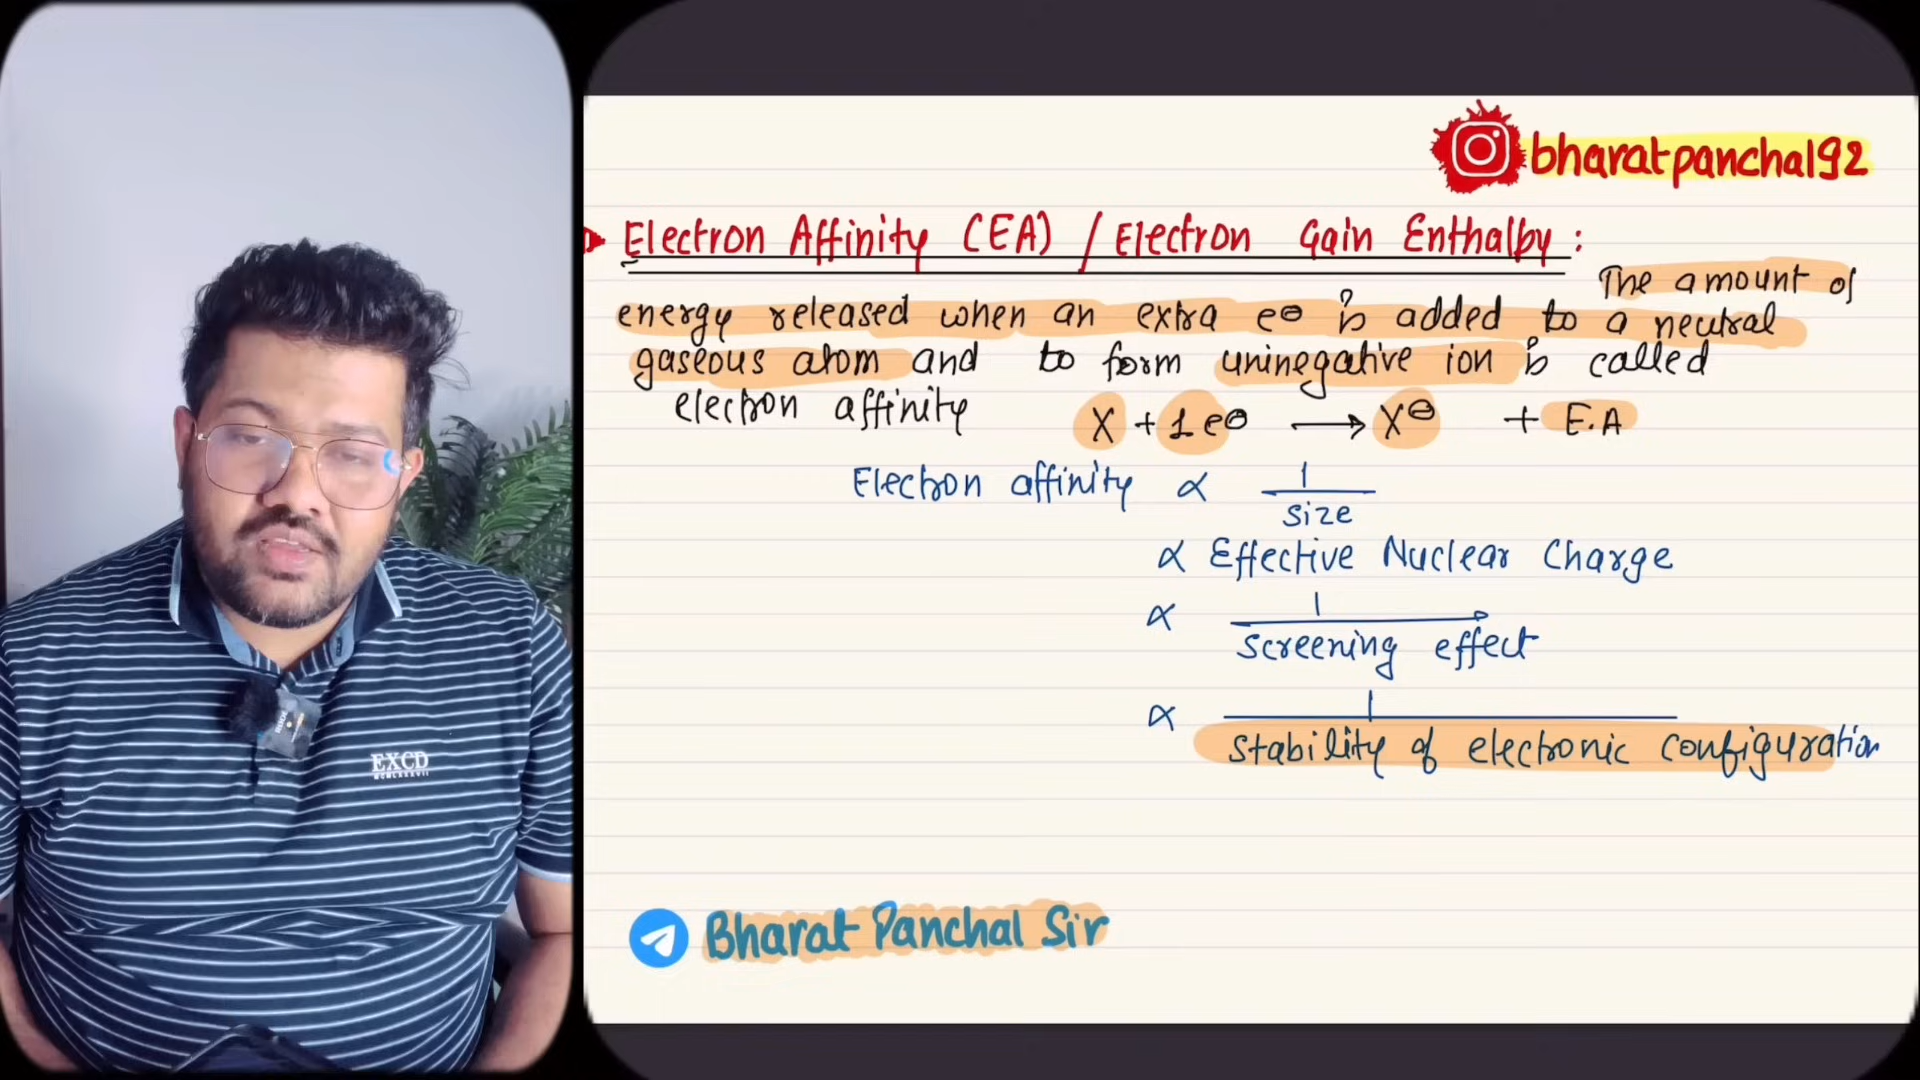 bharatpanchal92
Electron Affinity (EA) / Electron Gain Enthalpy :
The amount of
energy released when an extra e⊖ is added to a neutral
gaseous atom and to form uninegative ion is called
electron affinity X + 1 e⊖ ⟶ X⊖ + E.A
Electron affinity ∝ 1
size
∝ Effective Nuclear Charge
∝ 1
screening effect
∝ 1
stability of electronic configuration
EXCD
Bharat Panchal Sir